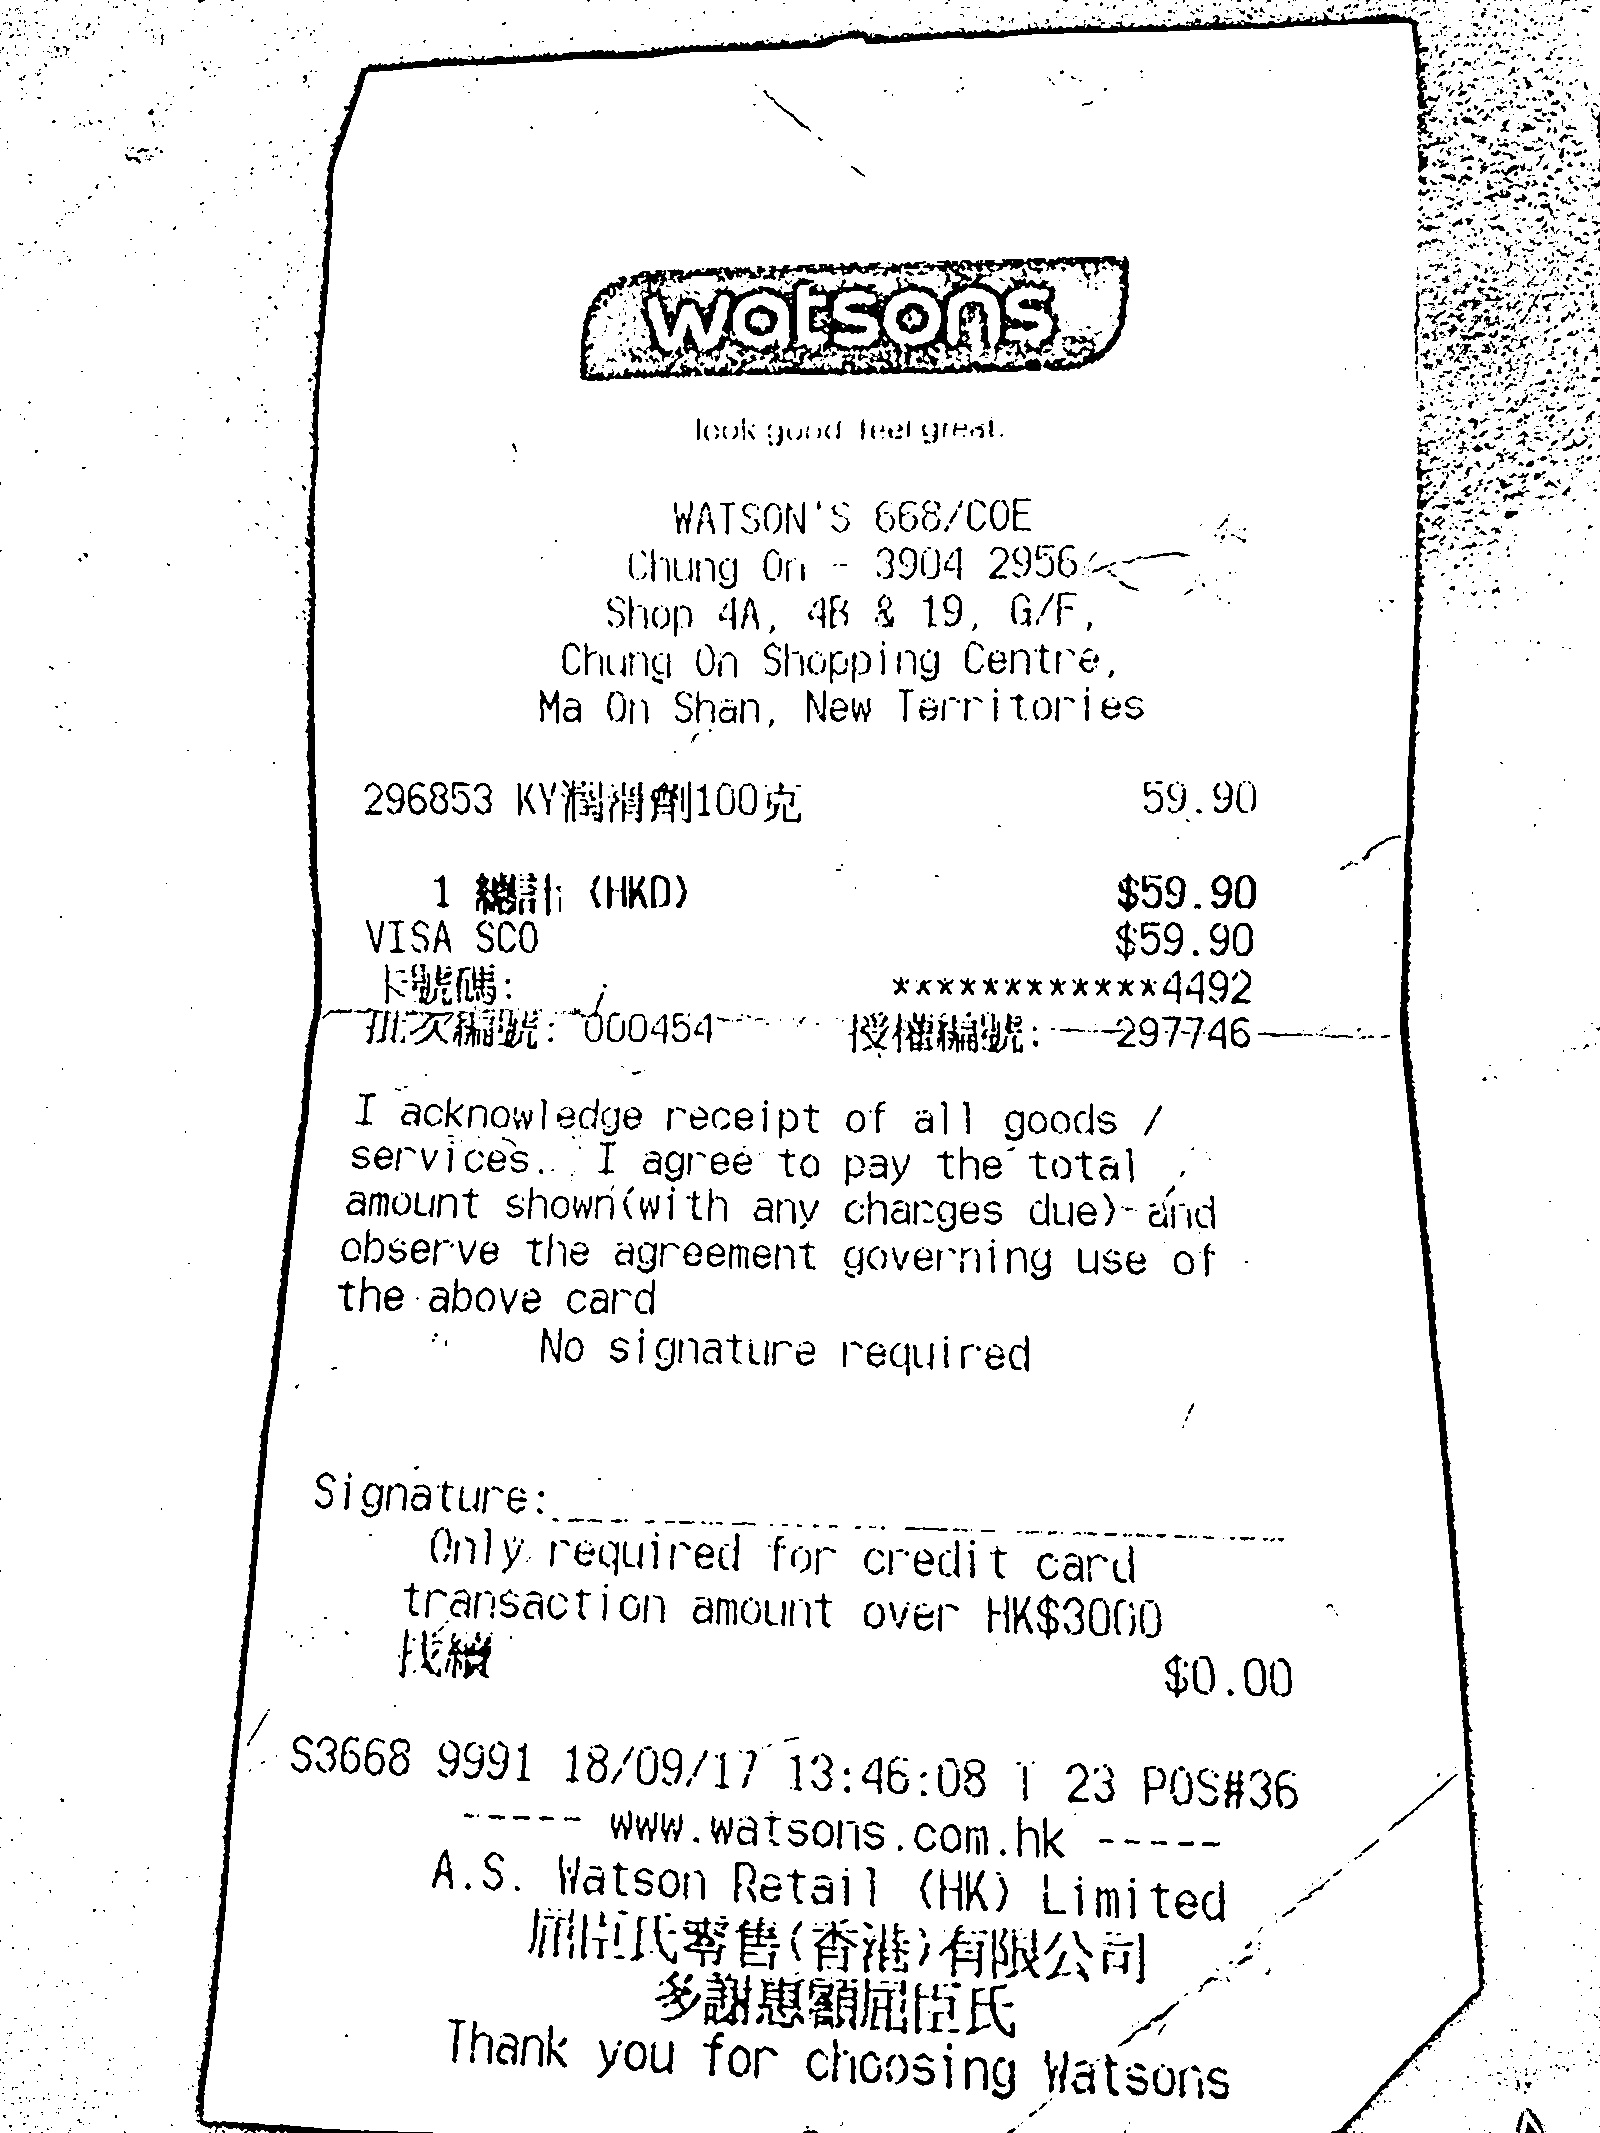 watsons
look good feel great.
WATSON'S 668/COE
Chung On - 3904 2956
Shop 4A, 4B & 19, G/F,
Chung On Shopping Centre,
Ma On Shan, New Territories
296853 KY潤滑劑100克 59.90
1 總計 (HKD) $59.90
VISA SCO $59.90
卡號碼: ************4492
批次編號: 000454 授權編號: 297746
I acknowledge receipt of all goods /
services. I agree to pay the total
amount shown(with any charges due) and
observe the agreement governing use of
the above card
No signature required
Signature:
Only required for credit card
transaction amount over HK$3000
找續 $0.00
S3668 9991 18/09/17 13:46:08 T 23 POS#36
----- www.watsons.com.hk -----
A.S. Watson Retail (HK) Limited
屈臣氏零售(香港)有限公司
多謝惠顧屈臣氏
Thank you for choosing Watsons